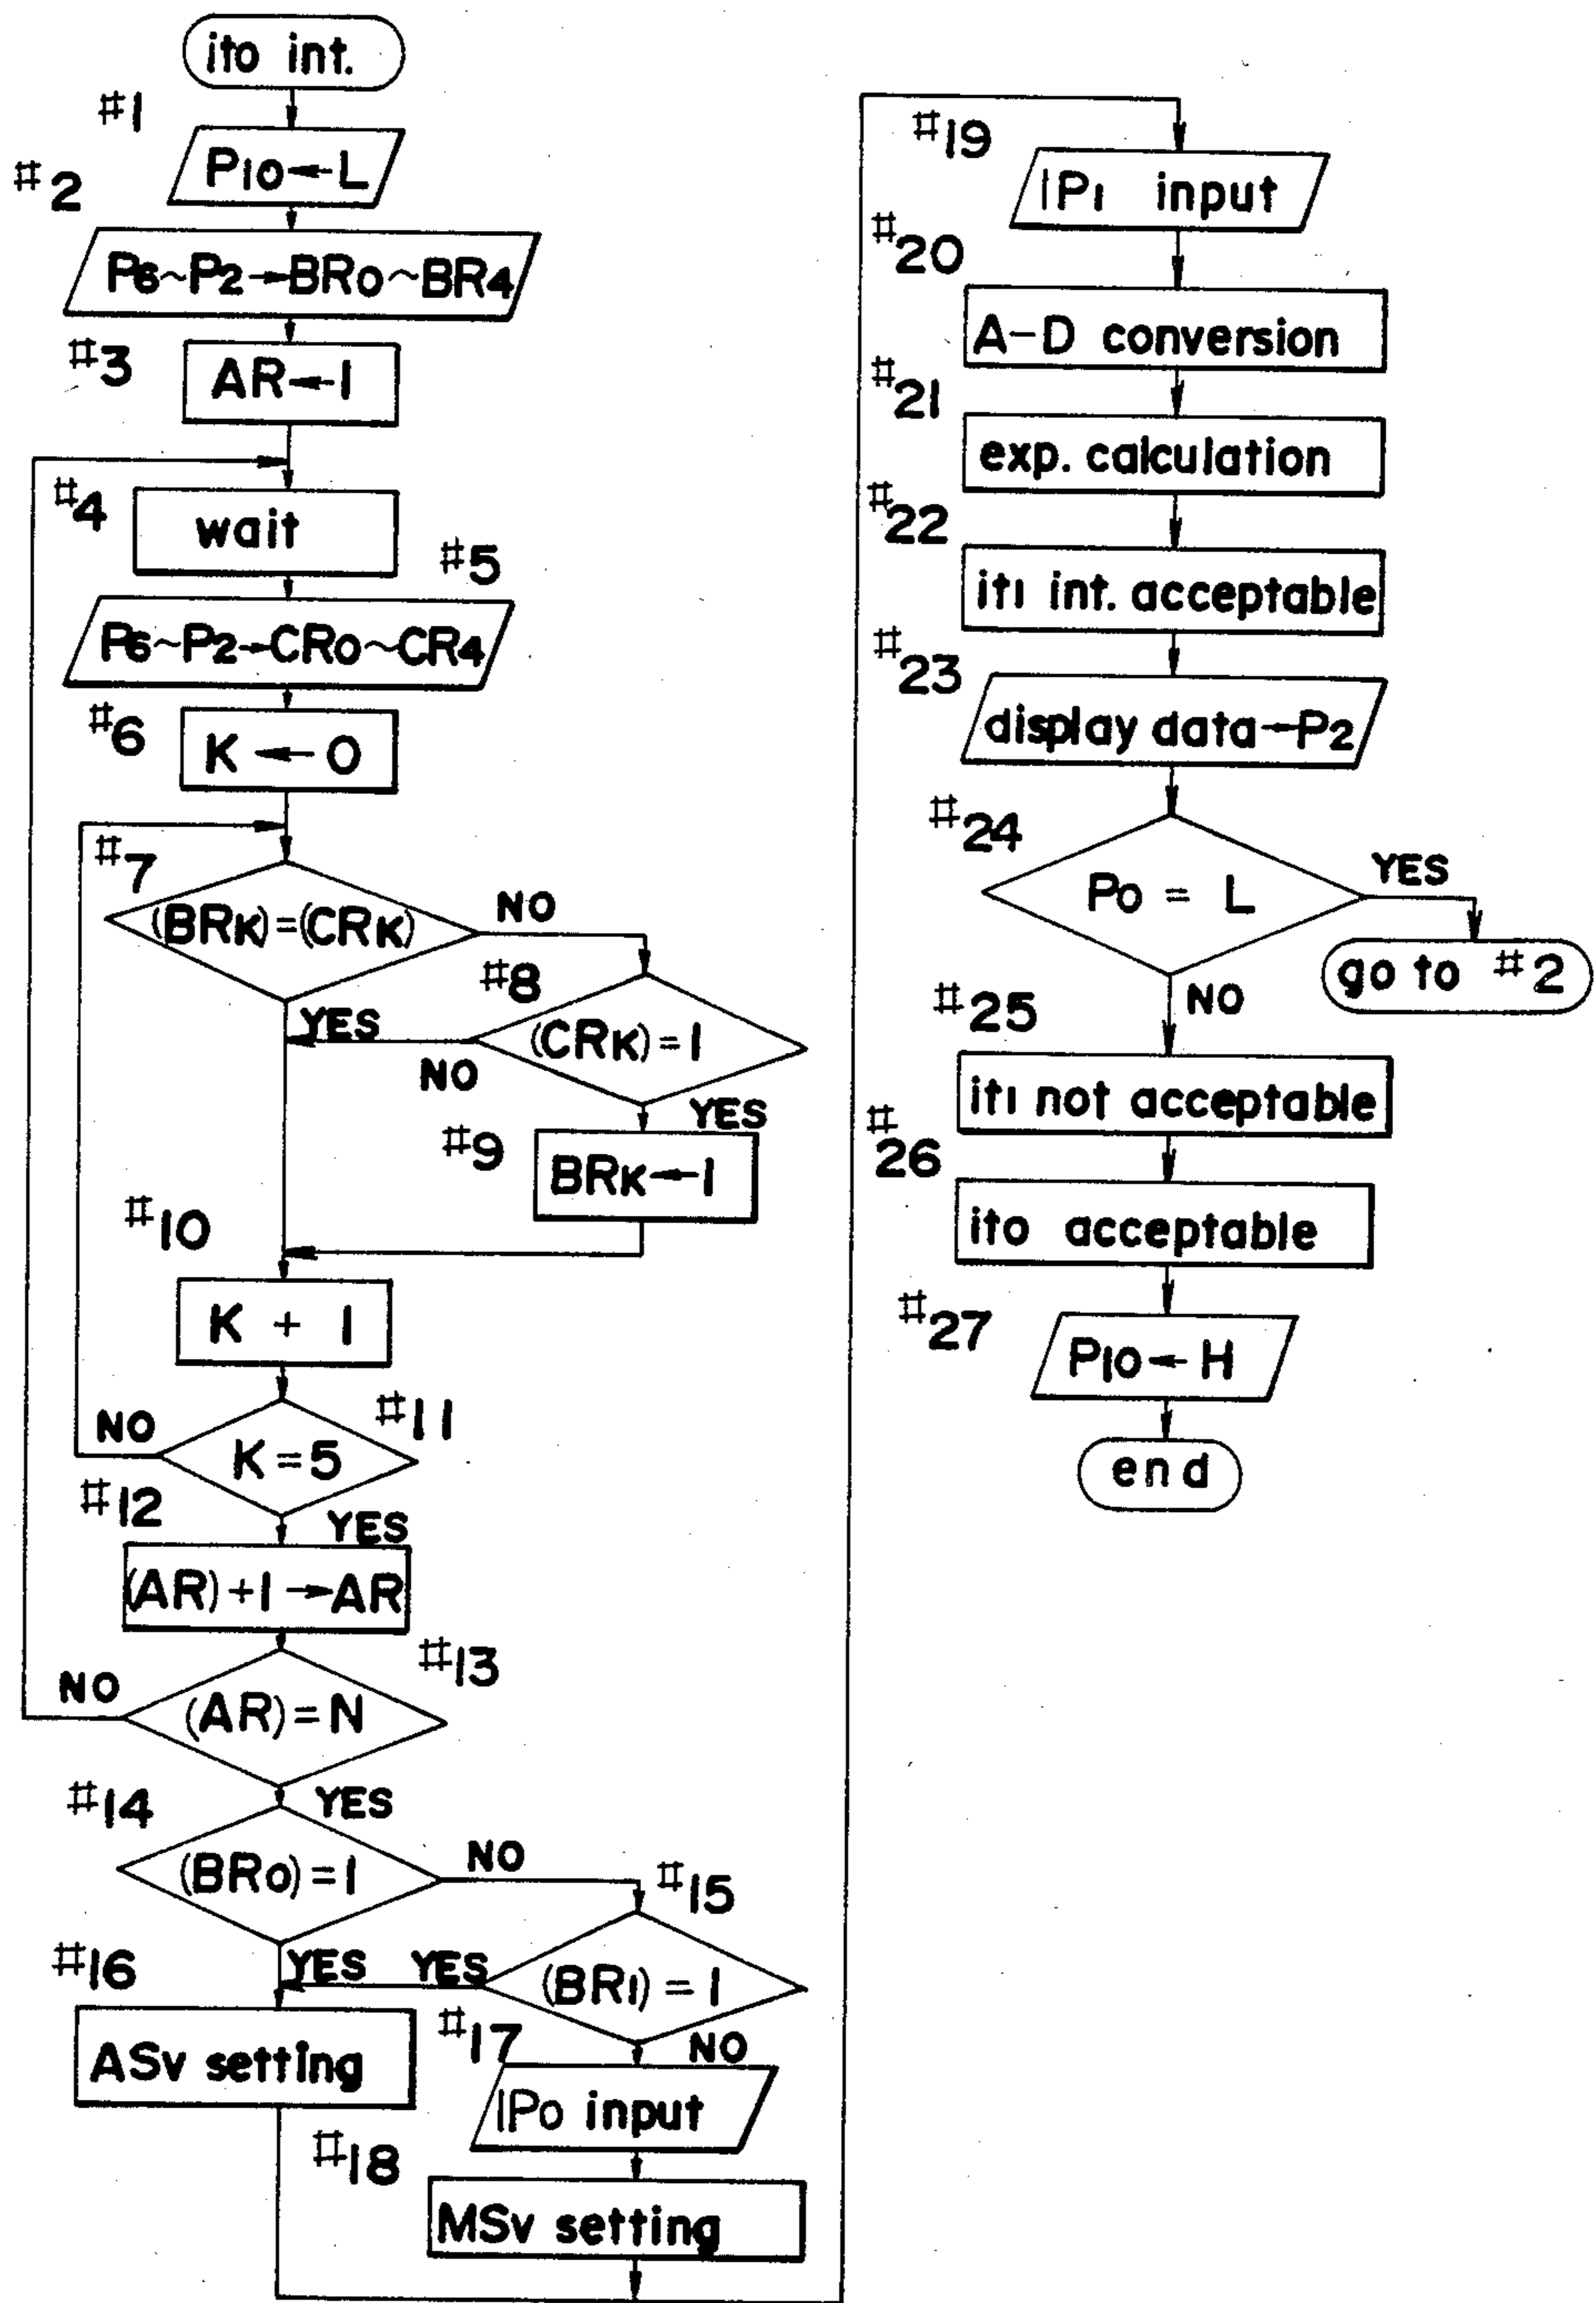 ito int.
#1
P10←L
#2
P6~P2→BR0~BR4
#3
AR←1
#4
wait
#5
P6~P2→CR0~CR4
#6
K ← 0
#7
(BRK)=(CRK)
NO
YES
#8
(CRK)=1
NO
YES
#9
BRK←1
#10
K + 1
#11
K=5
NO
YES
#12
(AR)+1→AR
#13
(AR)=N
NO
YES
#14
(BR0)=1
NO
YES
#15
(BR1)=1
YES
NO
#16
ASv setting
#17
IP0 input
#18
MSv setting
#19
IP1 input
#20
A-D conversion
#21
exp. calculation
#22
it1 int. acceptable
#23
display data→P2
#24
P0 = L
YES
go to #2
NO
#25
it1 not acceptable
#26
ito acceptable
#27
P10← H
end